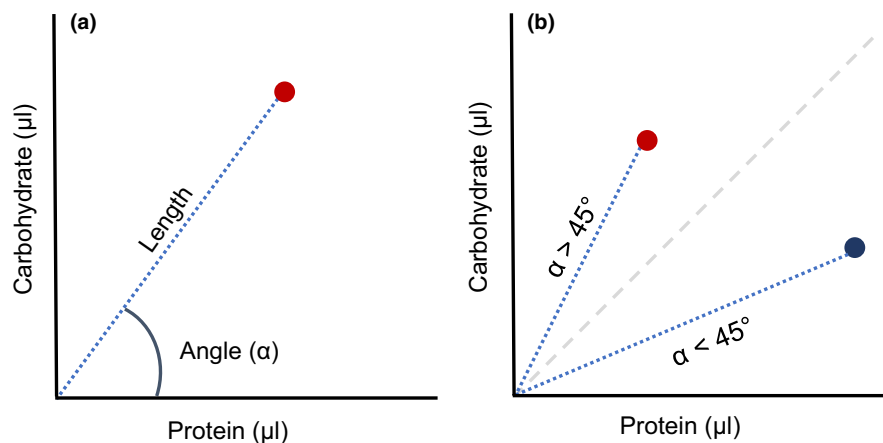 (a)
Carbohydrate (µl)
Length
Angle (α)
Protein (µl)
(b)
Carbohydrate (µl)
α > 45°
α < 45°
Protein (µl)